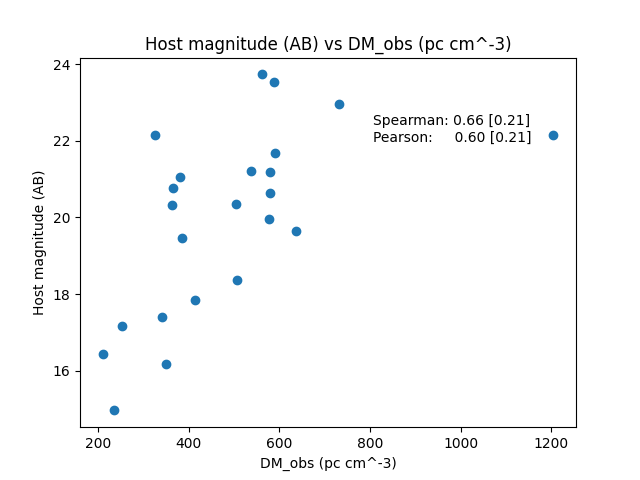 Host magnitude (AB) vs DM_obs (pc cm^-3)
24
22
20
18
16
Host magnitude (AB)
Spearman: 0.66 [0.21]
Pearson: 0.60 [0.21]
200 400 600 800 1000 1200
DM_obs (pc cm^-3)